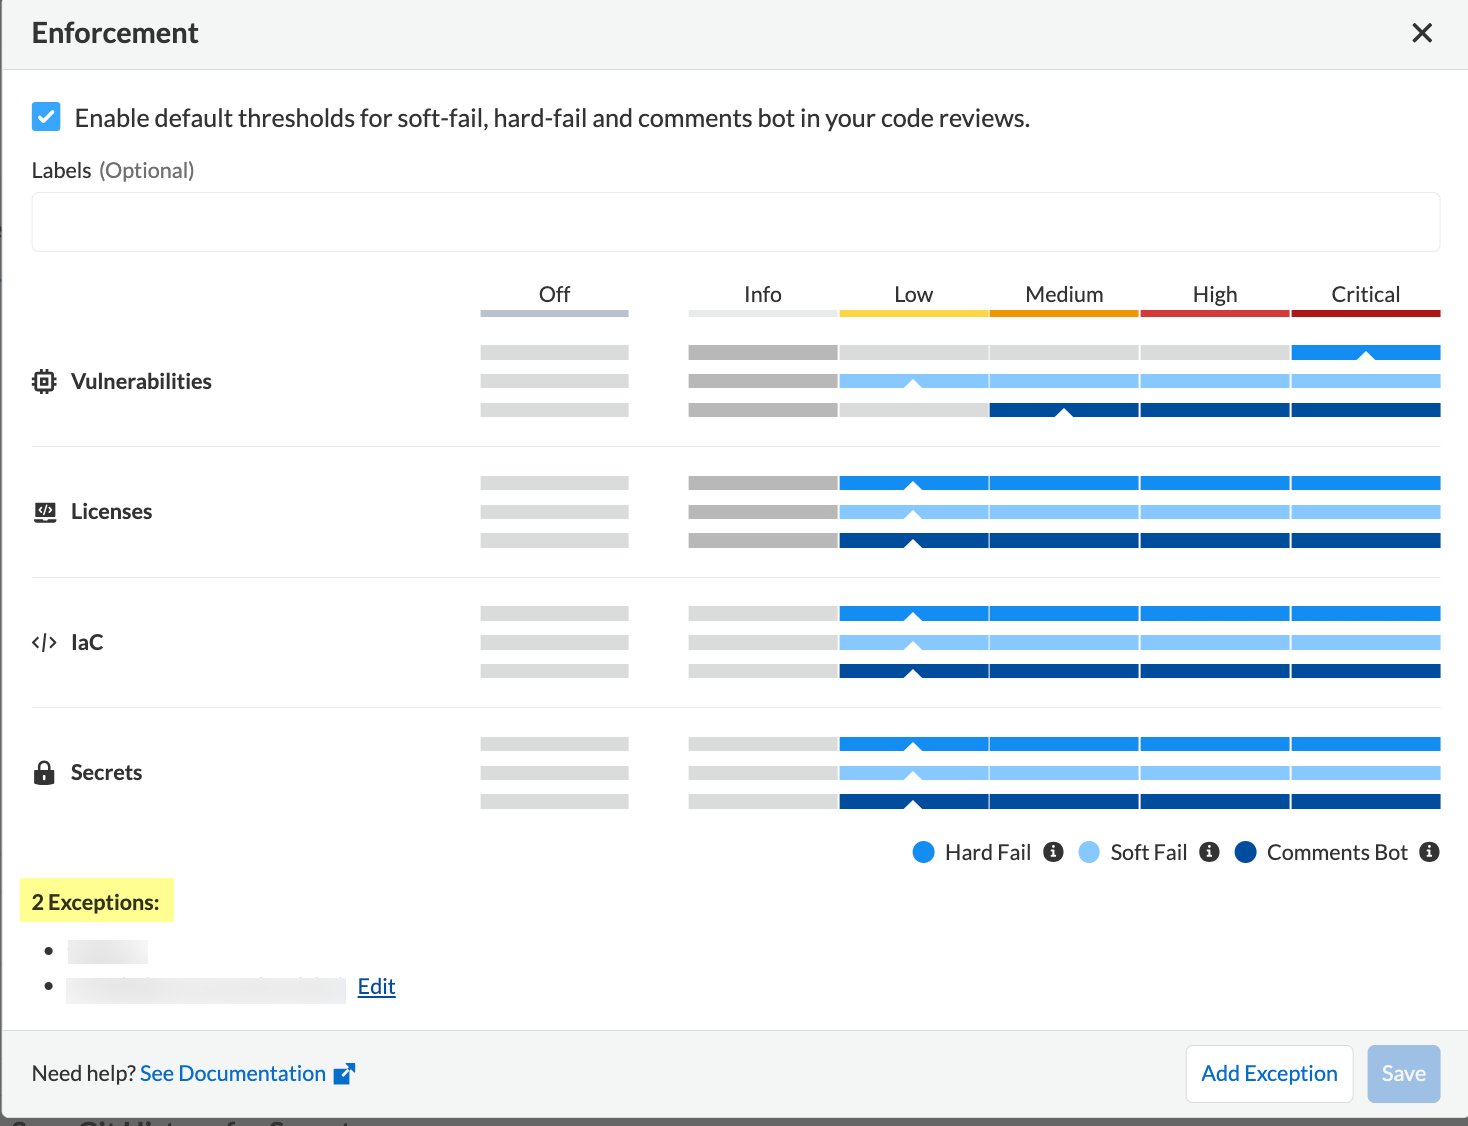 Enforcement
Enable default thresholds for soft-fail, hard-fail and comments bot in your code reviews.
Labels (Optional)
Off Info Low Medium High Critical
Vulnerabilities
Licenses
IaC
Secrets
Hard Fail Soft Fail Comments Bot
2 Exceptions:
Edit
Need help? See Documentation Add Exception Save